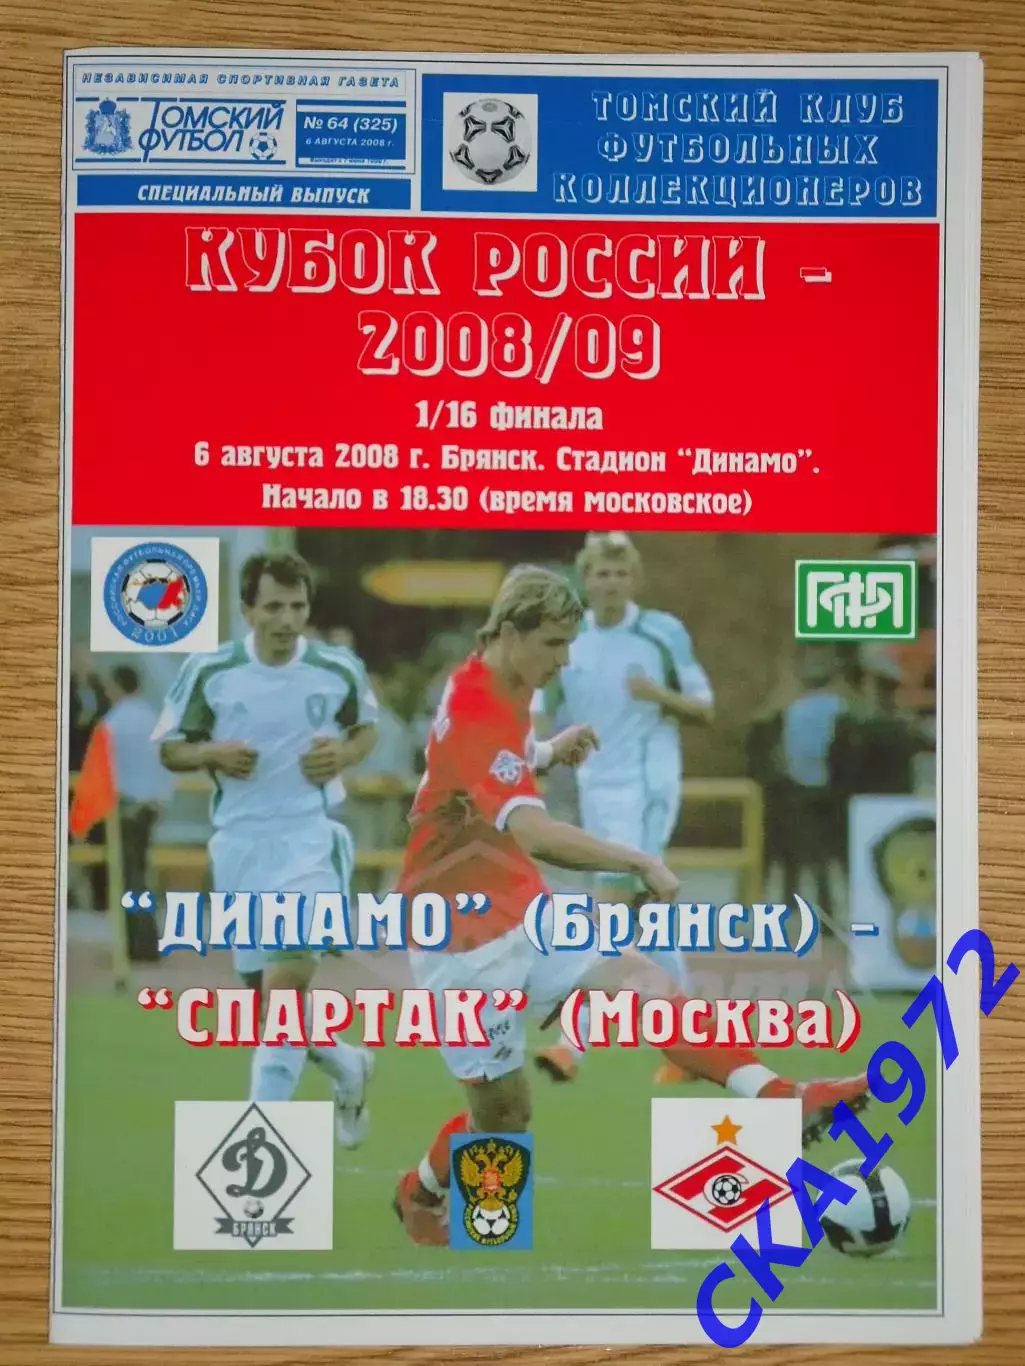 НЕЗАВИСИМАЯ СПОРТИВНАЯ ГАЗЕТА
ТОМСКИЙ
ФУТБОЛ
№ 64 (325)
6 АВГУСТА 2008 г.
СПЕЦИАЛЬНЫЙ ВЫПУСК
ТОМСКИЙ КЛУБ
ФУТБОЛЬНЫХ
КОЛЛЕКЦИОНЕРОВ
КУБОК РОССИИ -
2008/09
1/16 финала
6 августа 2008 г. Брянск. Стадион "Динамо".
Начало в 18.30 (время московское)
2001
ПФЛ
"ДИНАМО" (Брянск) -
"СПАРТАК" (Москва)
Д
БРЯНСК
С
СКА1972